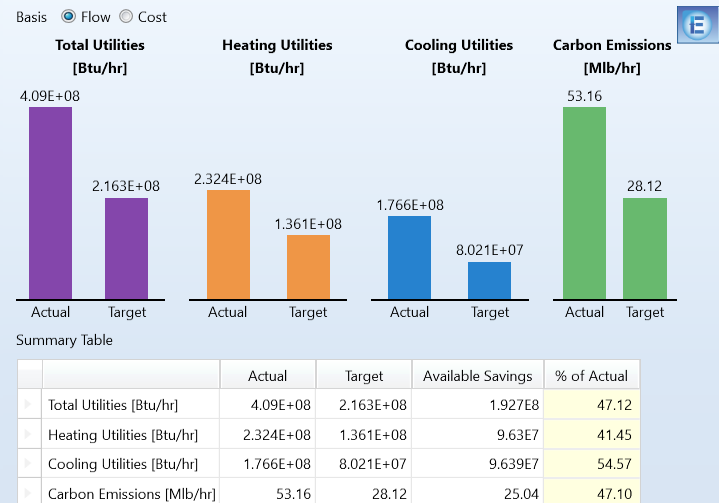 Basis Flow Cost
E
Total Utilities Heating Utilities Cooling Utilities Carbon Emissions
[Btu/hr] [Btu/hr] [Btu/hr] [Mlb/hr]
4.09E+08 2.163E+08 2.324E+08 1.361E+08 1.766E+08 8.021E+07 53.16 28.12
Actual Target Actual Target Actual Target Actual Target
Summary Table
Actual Target Available Savings % of Actual
Total Utilities [Btu/hr] 4.09E+08 2.163E+08 1.927E8 47.12
Heating Utilities [Btu/hr] 2.324E+08 1.361E+08 9.63E7 41.45
Cooling Utilities [Btu/hr] 1.766E+08 8.021E+07 9.639E7 54.57
Carbon Emissions [Mlb/hr] 53.16 28.12 25.04 47.10